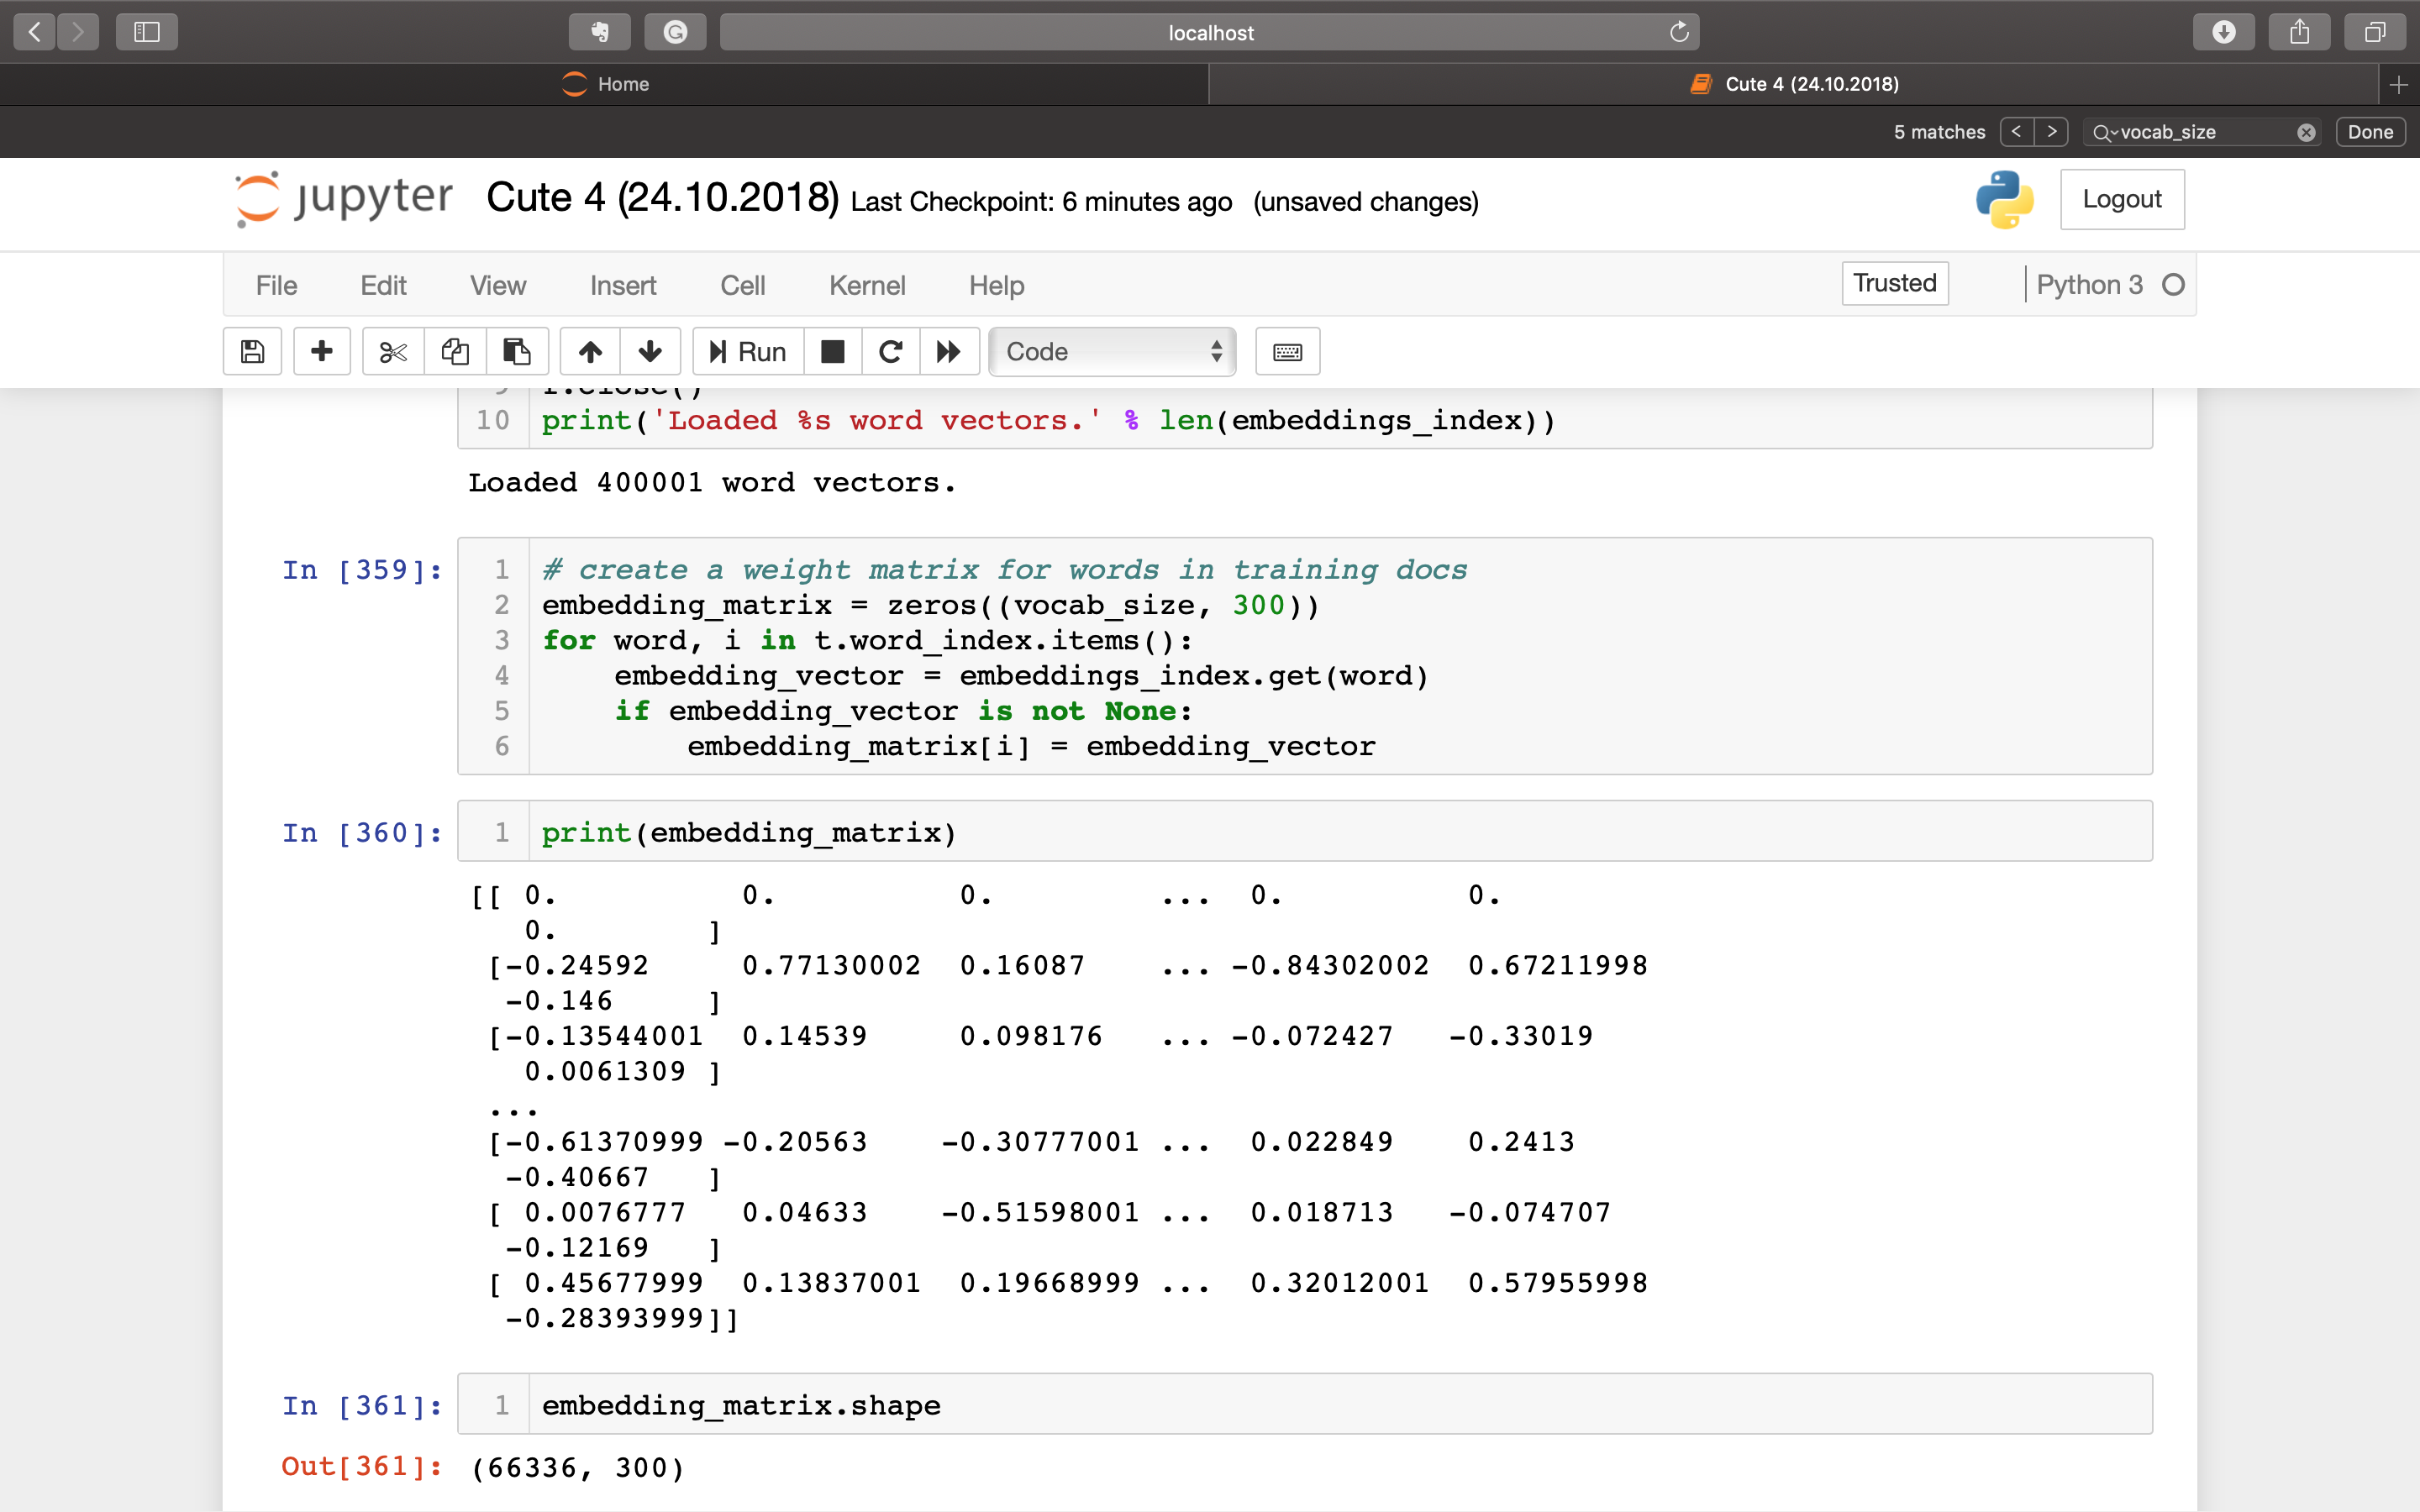 localhost
Home
Cute 4 (24.10.2018)
5 matches
vocab_size
Done
jupyter Cute 4 (24.10.2018) Last Checkpoint: 6 minutes ago (unsaved changes)
Logout
File Edit View Insert Cell Kernel Help
Trusted
Python 3
Run
Code
9 f.close()
10 print('Loaded %s word vectors.' % len(embeddings_index))
Loaded 400001 word vectors.
In [359]:
1 # create a weight matrix for words in training docs
2 embedding_matrix = zeros((vocab_size, 300))
3 for word, i in t.word_index.items():
4     embedding_vector = embeddings_index.get(word)
5     if embedding_vector is not None:
6         embedding_matrix[i] = embedding_vector
In [360]:
1 print(embedding_matrix)
[[ 0.          0.          0.         ...  0.          0.
   0.        ]
 [-0.24592     0.77130002  0.16087    ... -0.84302002  0.67211998
  -0.146     ]
 [-0.13544001  0.14539     0.098176   ... -0.072427   -0.33019
   0.0061309 ]
 ...
 [-0.61370999 -0.20563    -0.30777001 ...  0.022849    0.2413
  -0.40667   ]
 [ 0.0076777   0.04633    -0.51598001 ...  0.018713   -0.074707
  -0.12169   ]
 [ 0.45677999  0.13837001  0.19668999 ...  0.32012001  0.57955998
  -0.28393999]]
In [361]:
1 embedding_matrix.shape
Out[361]: (66336, 300)